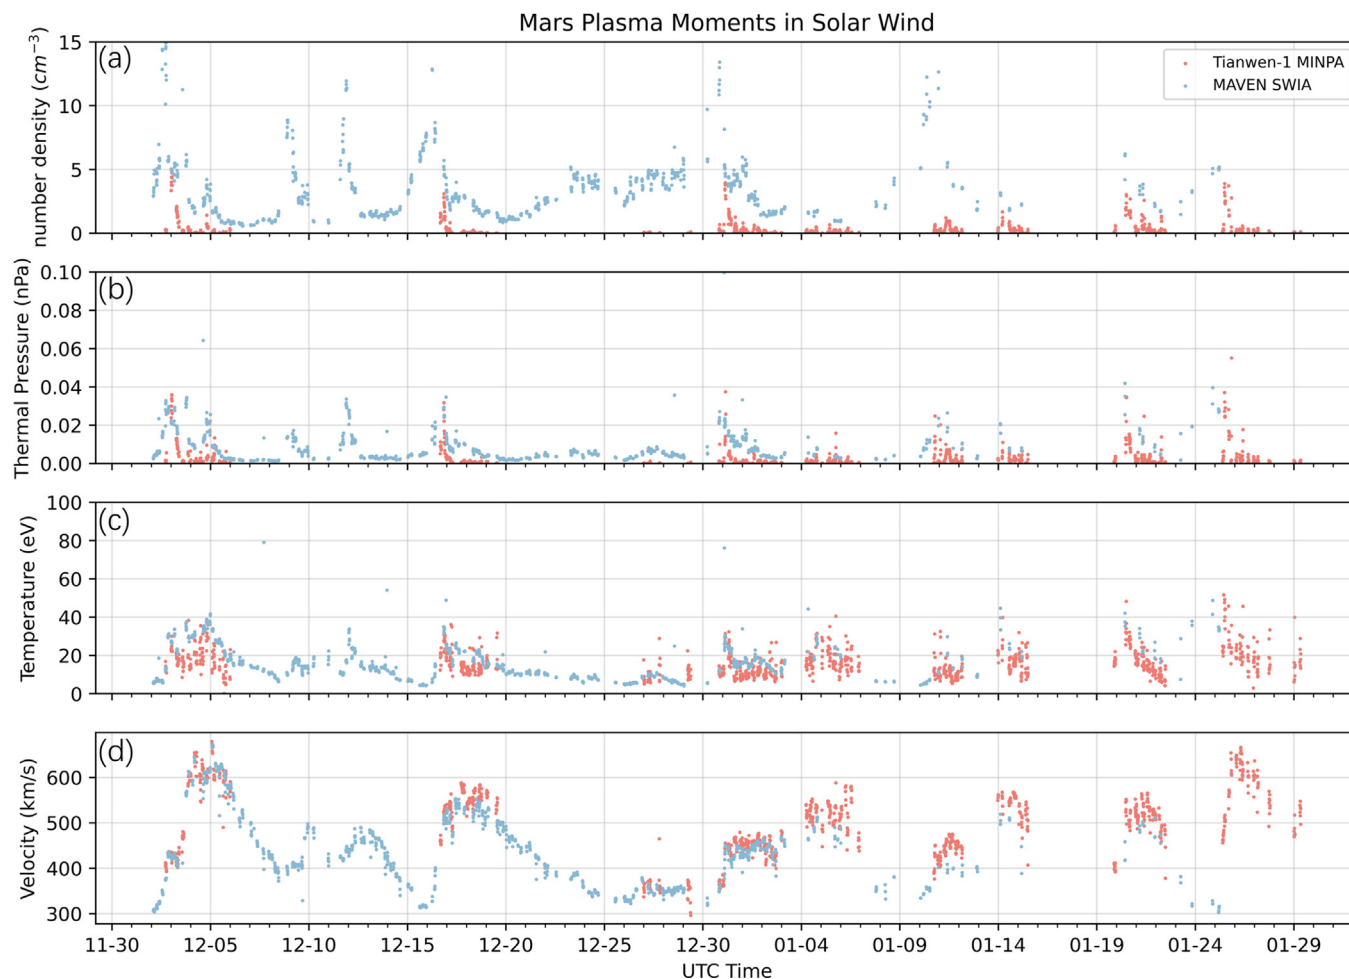 Mars Plasma Moments in Solar Wind
(a)
number density (cm⁻³)
15
10
5
0
Tianwen-1 MINPA
MAVEN SWIA
(b)
Thermal Pressure (nPa)
0.10
0.08
0.06
0.04
0.02
0.00
(c)
Temperature (eV)
100
80
60
40
20
0
(d)
Velocity (km/s)
600
500
400
300
11-30 12-05 12-10 12-15 12-20 12-25 12-30 01-04 01-09 01-14 01-19 01-24 01-29
UTC Time